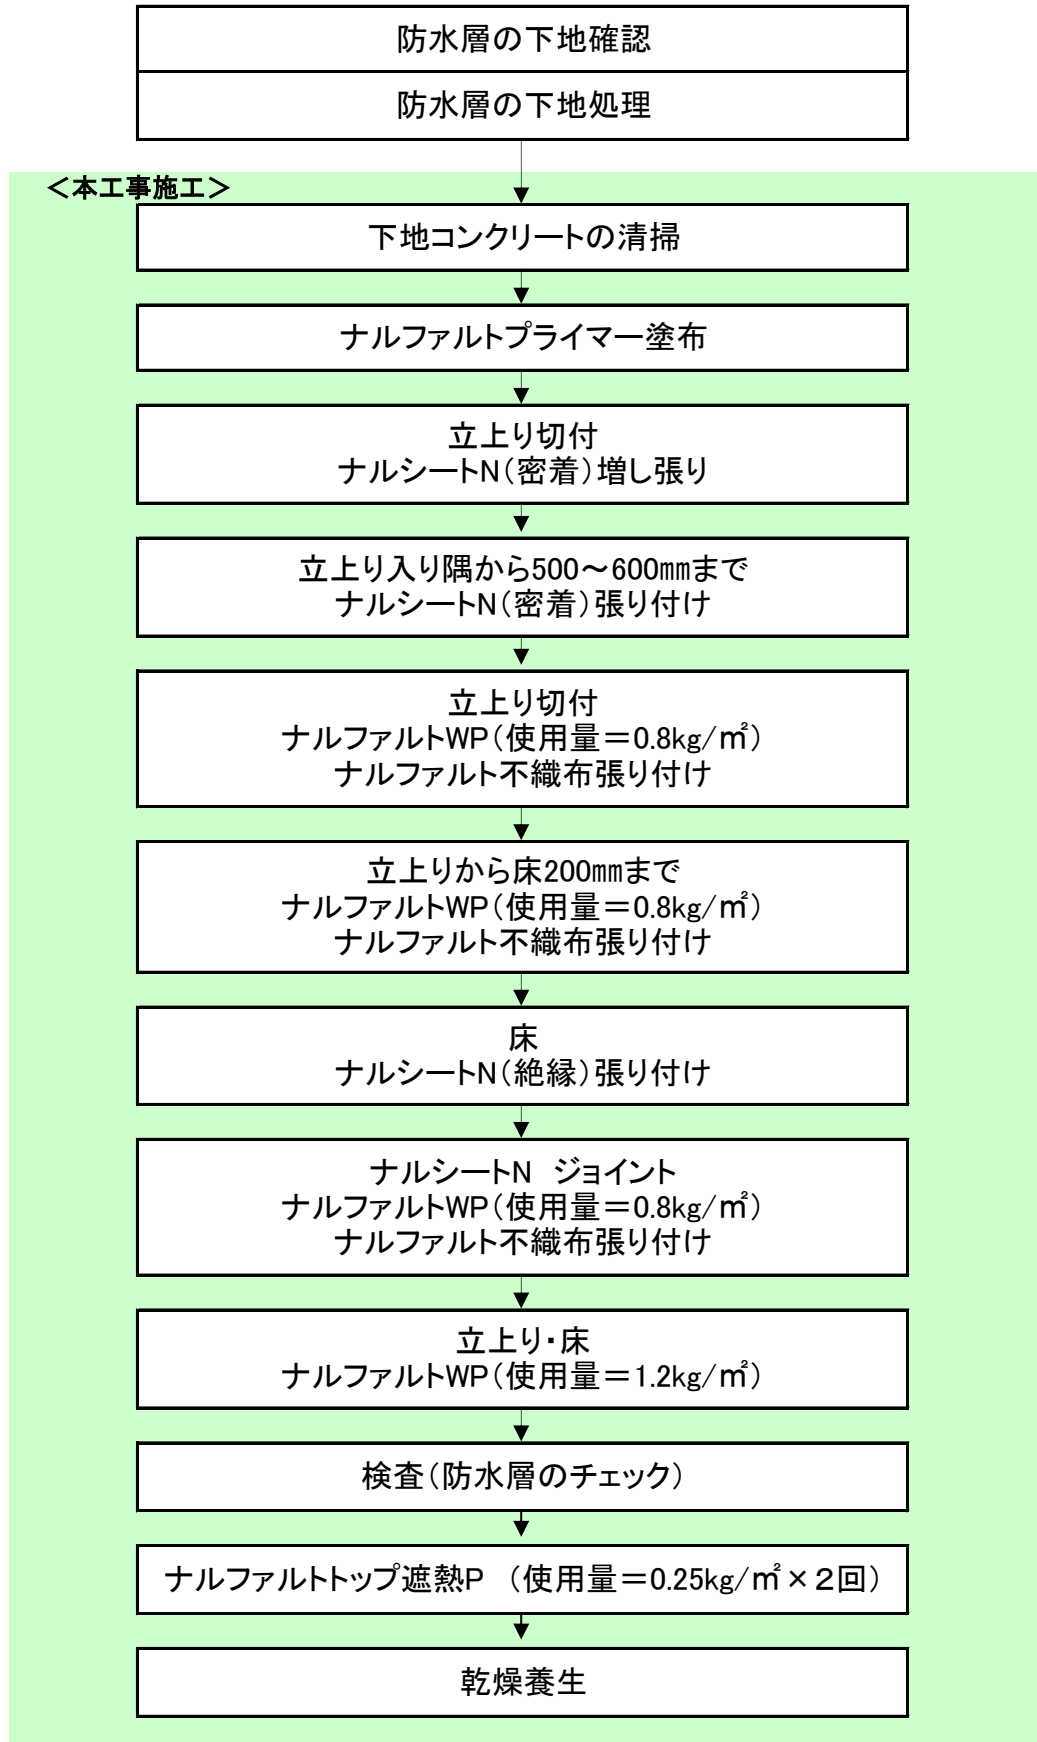 防水層の下地確認
防水層の下地処理
＜本工事施工＞
下地コンクリートの清掃
ナルファルトプライマー塗布
立上り切付
ナルシートN（密着）増し張り
立上り入り隅から500～600㎜まで
ナルシートN（密着）張り付け
立上り切付
ナルファルトWP（使用量＝0.8kg/㎡）
ナルファルト不織布張り付け
立上りから床200㎜まで
ナルファルトWP（使用量＝0.8kg/㎡）
ナルファルト不織布張り付け
床
ナルシートN（絶縁）張り付け
ナルシートN　ジョイント
ナルファルトWP（使用量＝0.8kg/㎡）
ナルファルト不織布張り付け
立上り・床
ナルファルトWP（使用量＝1.2kg/㎡）
検査（防水層のチェック）
ナルファルトトップ遮熱P　（使用量＝0.25kg/㎡×２回）
乾燥養生